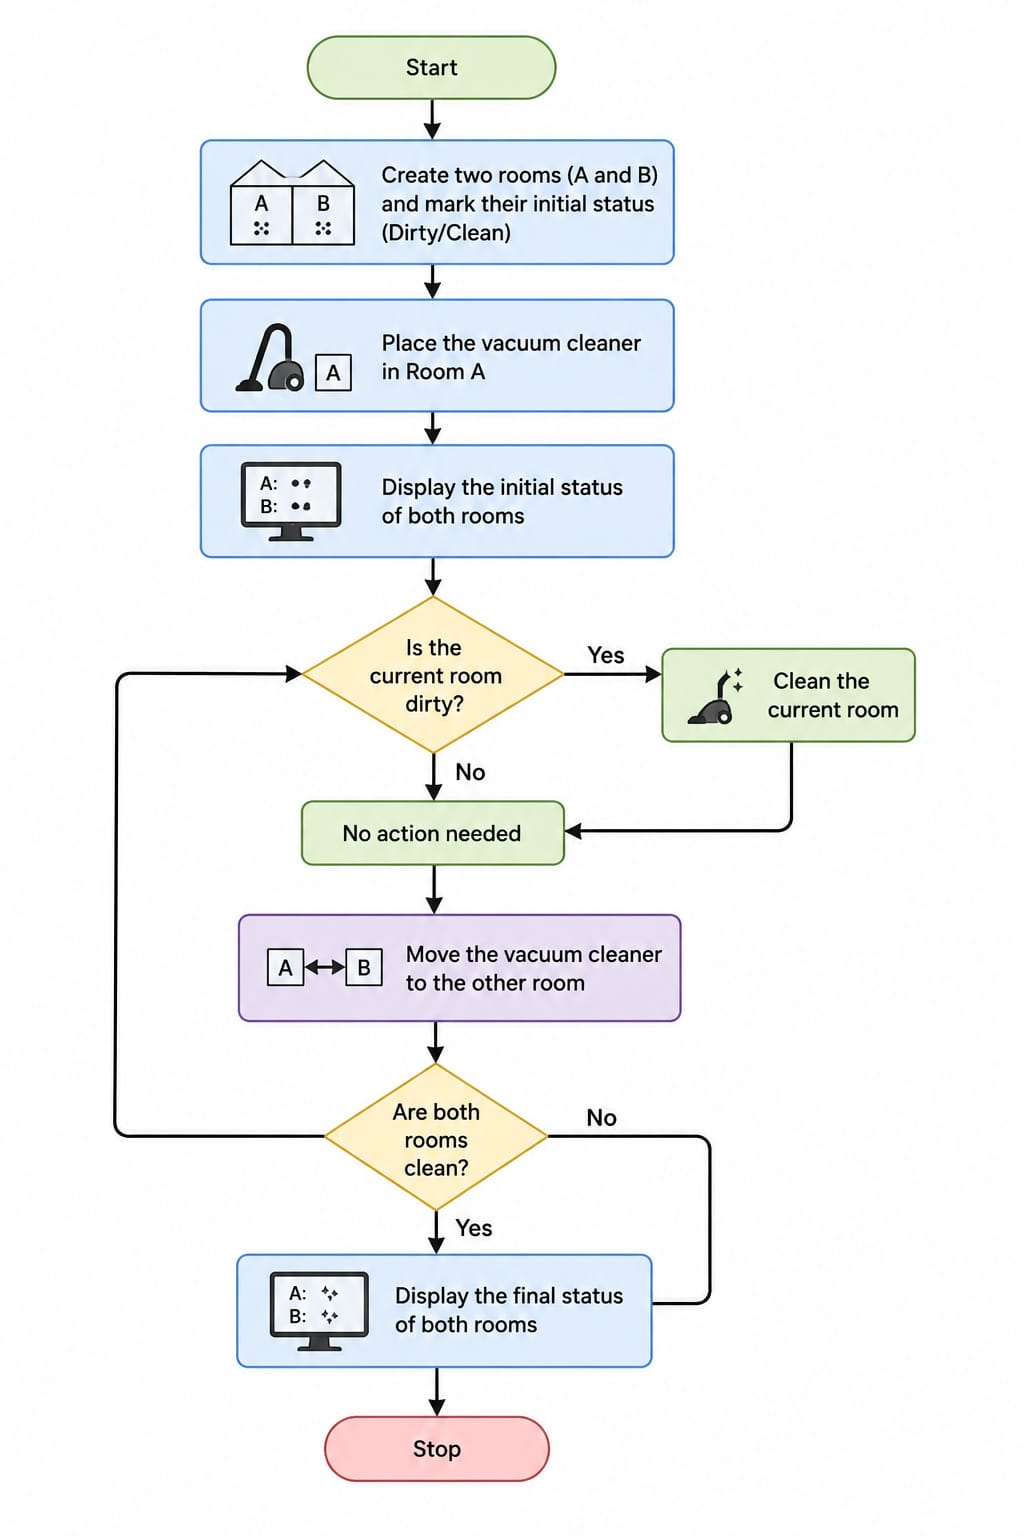 Start
A B
Create two rooms (A and B)
and mark their initial status
(Dirty/Clean)
A
Place the vacuum cleaner
in Room A
A:
B:
Display the initial status
of both rooms
Is the
current room
dirty?
Yes
Clean the
current room
No
No action needed
A B
Move the vacuum cleaner
to the other room
Are both
rooms
clean?
No
Yes
A:
B:
Display the final status
of both rooms
Stop